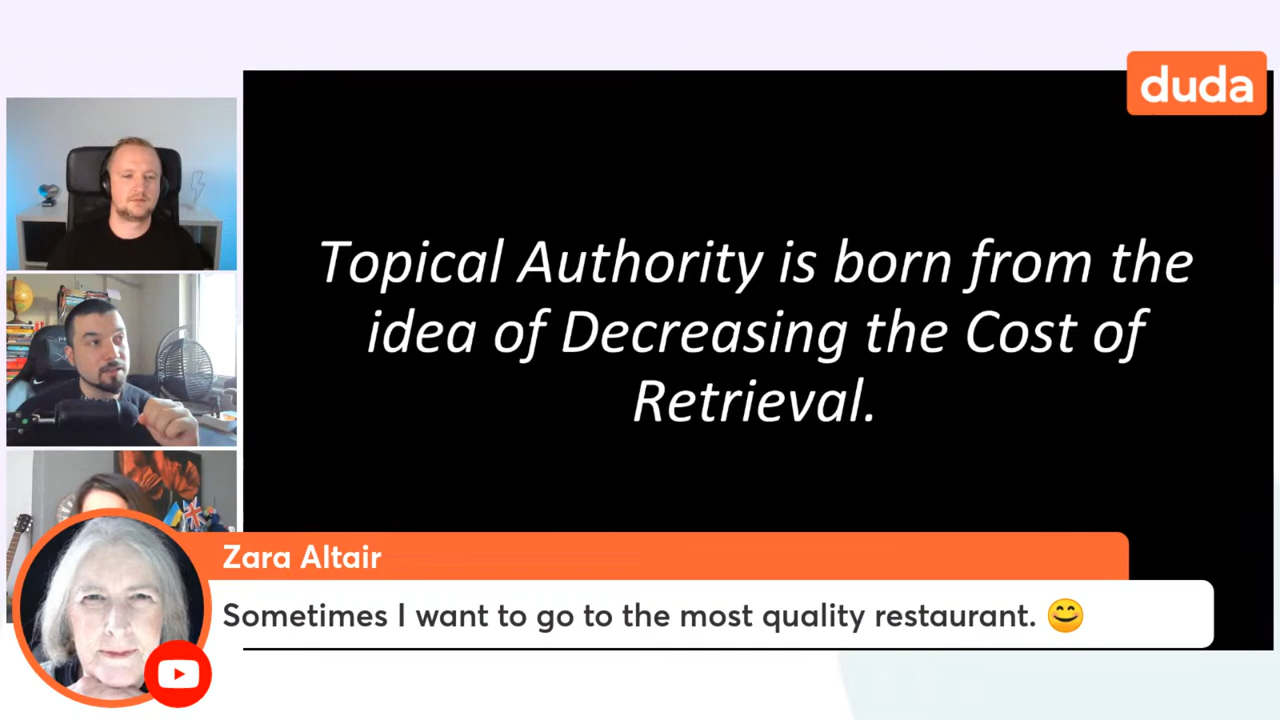 duda
Topical Authority is born from the
idea of Decreasing the Cost of
Retrieval.
Zara Altair
Sometimes I want to go to the most quality restaurant. 😊